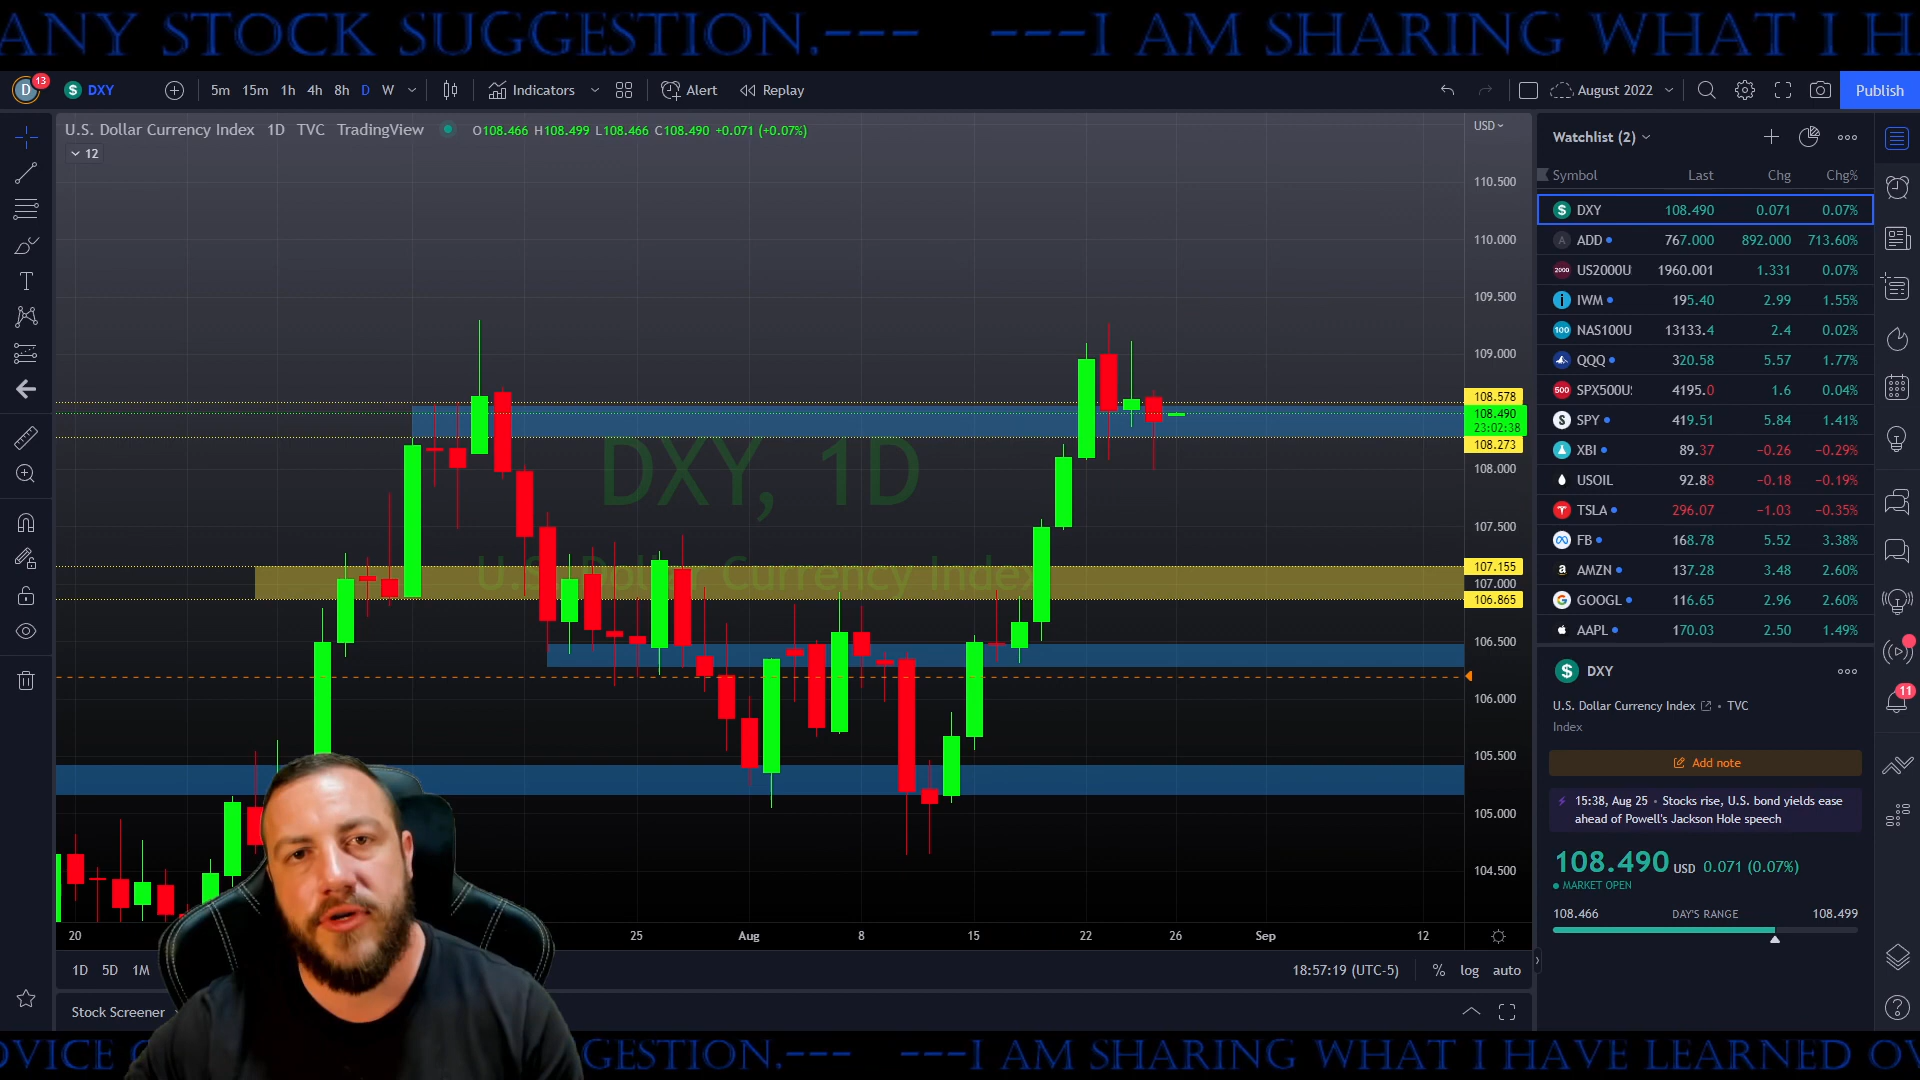 ANY STOCK SUGGESTION.--- ---I AM SHARING WHAT I H
D 13 DXY 5m 15m 1h 4h 8h D W Indicators Alert Replay August 2022 Publish
U.S. Dollar Currency Index 1D TVC TradingView O108.466 H108.499 L108.466 C108.490 +0.071 (+0.07%)
12
USD
110.500
110.000
109.500
109.000
108.578
108.490
23:02:38
108.273
108.000
107.500
107.155
107.000
106.865
106.500
106.000
105.500
105.000
104.500
DXY, 1D
U.S. Dollar Currency Index
20 25 Aug 8 15 22 26 Sep 12
1D 5D 1M 18:57:19 (UTC-5) % log auto
Stock Screener
Watchlist (2)
Symbol Last Chg Chg%
DXY 108.490 0.071 0.07%
ADD 767.000 892.000 713.60%
2000 US2000U 1960.001 1.331 0.07%
IWM 195.40 2.99 1.55%
100 NAS100U 13133.4 2.4 0.02%
QQQ 320.58 5.57 1.77%
500 SPX500U 4195.0 1.6 0.04%
SPY 419.51 5.84 1.41%
XBI 89.37 −0.26 −0.29%
USOIL 92.88 −0.18 −0.19%
TSLA 296.07 −1.03 −0.35%
FB 168.78 5.52 3.38%
AMZN 137.28 3.48 2.60%
GOOGL 116.65 2.96 2.60%
AAPL 170.03 2.50 1.49%
DXY
U.S. Dollar Currency Index • TVC
Index
Add note
15:38, Aug 25 • Stocks rise, U.S. bond yields ease
ahead of Powell's Jackson Hole speech
108.490 USD 0.071 (0.07%)
MARKET OPEN
108.466 DAY'S RANGE 108.499
11
GESTION.--- ---I AM SHARING WHAT I HAVE LEARNED OV